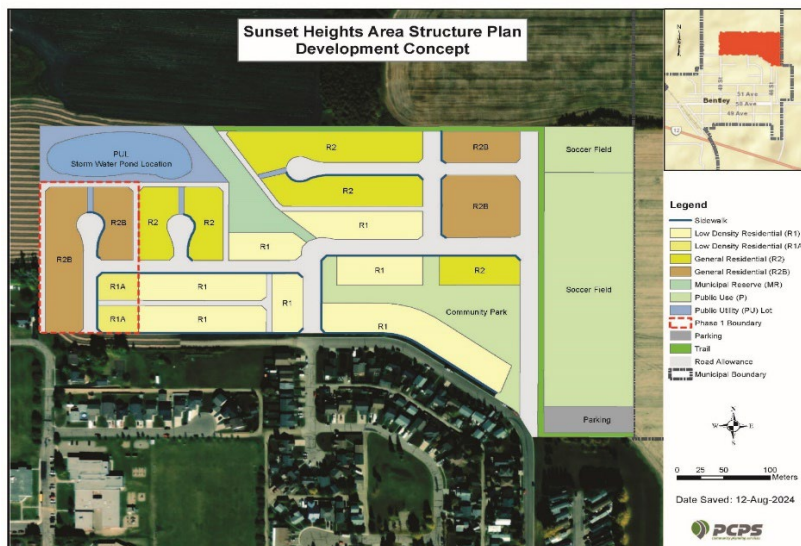 Sunset Heights Area Structure Plan
Development Concept
PUL
Storm Water Pond Location
R2
R2B
Soccer Field
R2B
R2
R2
R2
R2B
R1
R2B
R1
R1A
R1
R1
R1
R2
Soccer Field
R1A
R1
Community Park
R1
Parking
N
51 Ave
Bentley
50 Ave
49 Ave
12
Legend
Sidewalk
Low Density Residential (R1)
Low Density Residential (R1A
General Residential (R2)
General Residential (R2B)
Municipal Reserve (MR)
Public Use (P)
Public Utility (PU) Lot
Phase 1 Boundary
Parking
Trail
Road Allowance
Municipal Boundary
N
W E
S
0 25 50 100
Meters
Date Saved: 12-Aug-2024
PCPS